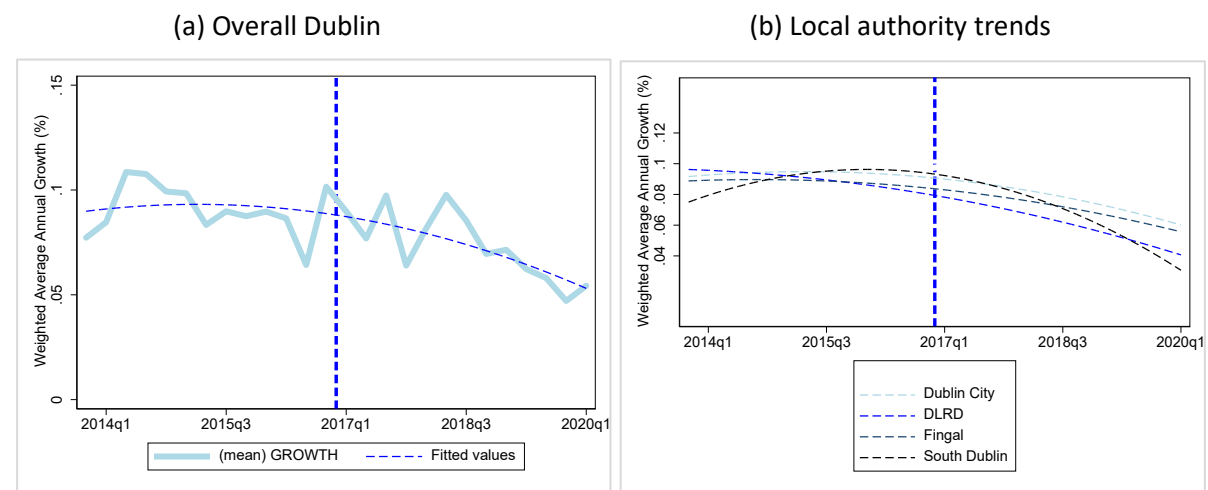 (a) Overall Dublin
Weighted Average Annual Growth (%)
.15
.1
.05
0
2014q1 2015q3 2017q1 2018q3 2020q1
(mean) GROWTH Fitted values
(b) Local authority trends
Weighted Average Annual Growth (%)
.12
.1
.08
.06
.04
2014q1 2015q3 2017q1 2018q3 2020q1
Dublin City
DLRD
Fingal
South Dublin